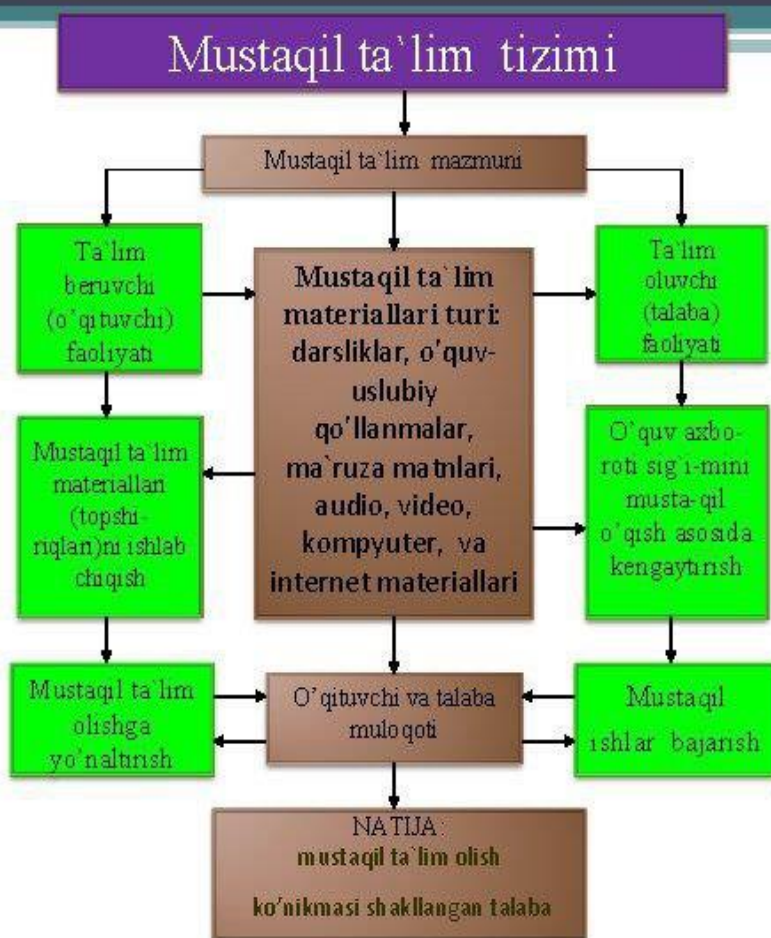 Mustaqil ta`lim tizimi
Mustaqil ta`lim mazmuni
Ta`lim
beruvchi
(o’qituvchi)
faoliyati
Mustaqil ta`lim
materiallari turi:
darsliklar, o’quv-
uslubiy
qo’llanmalar,
ma`ruza matnlari,
audio, video,
kompyuter, va
internet materiallari
Ta`lim
oluvchi
(talaba)
faoliyati
Mustaqil ta`lim
materiallari
(topshi-
riqlari)ni ishlab
chiqish
O’quv axbo-
roti sig`i-mini
musta-qil
o’qish asosida
kengaytirish
Mustaqil ta`lim
olishga
yo’naltirish
O’qituvchi va talaba
muloqoti
Mustaqil
ishlar bajarish
NATIJA:
mustaqil ta`lim olish
ko’nikmasi shakllangan talaba